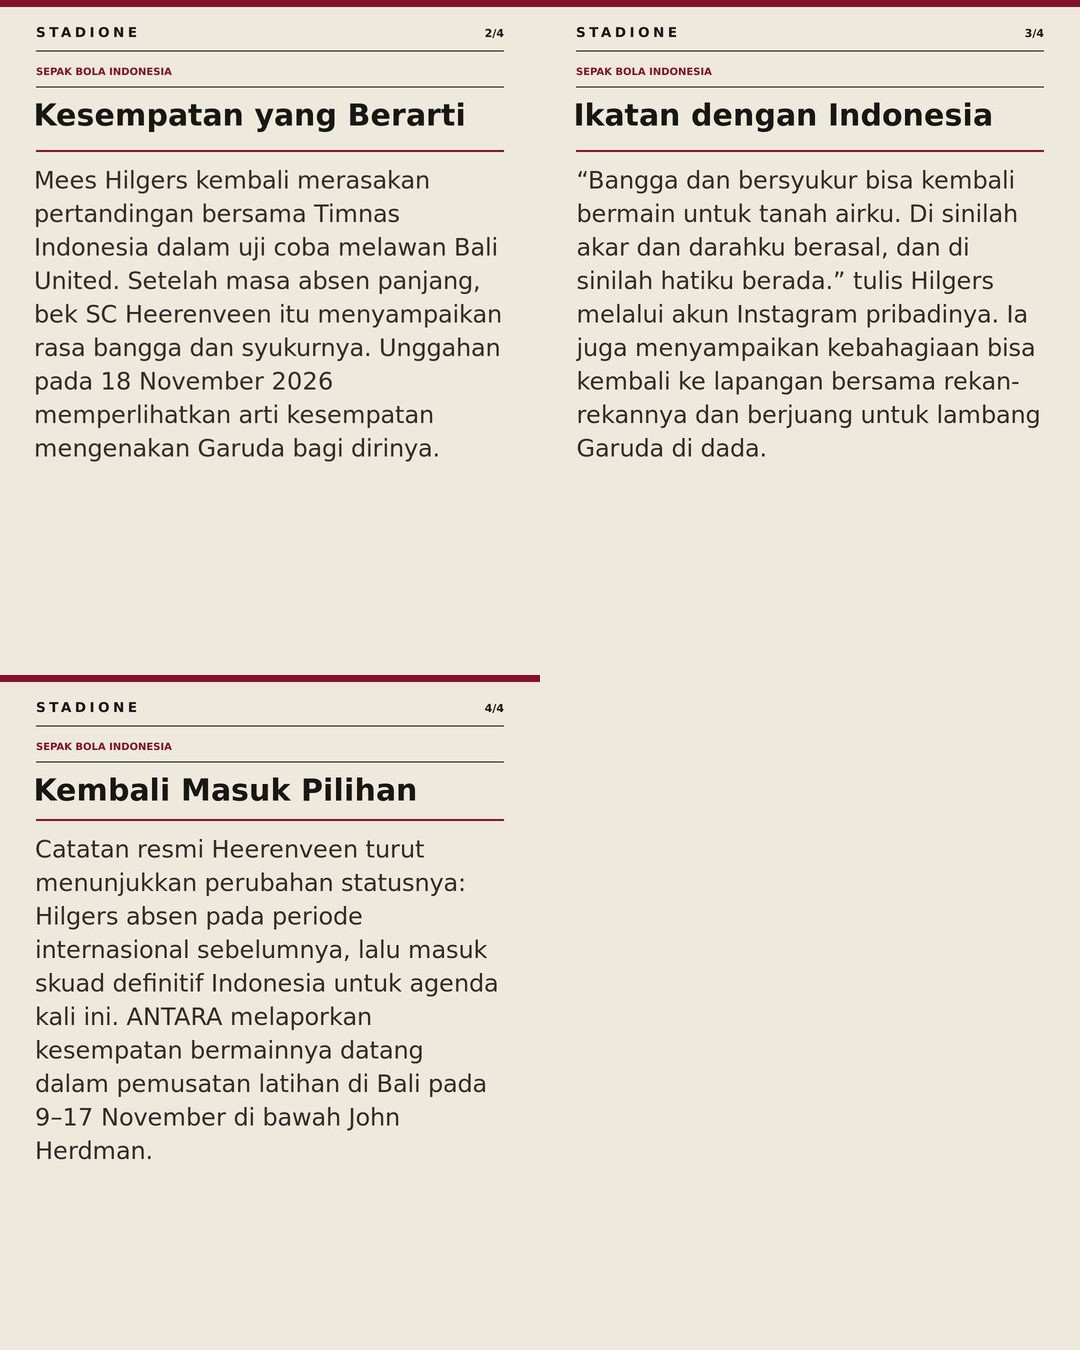 STADIONE
2/4
SEPAK BOLA INDONESIA
Kesempatan yang Berarti
Mees Hilgers kembali merasakan
pertandingan bersama Timnas
Indonesia dalam uji coba melawan Bali
United. Setelah masa absen panjang,
bek SC Heerenveen itu menyampaikan
rasa bangga dan syukurnya. Unggahan
pada 18 November 2026
memperlihatkan arti kesempatan
mengenakan Garuda bagi dirinya.
STADIONE
3/4
SEPAK BOLA INDONESIA
Ikatan dengan Indonesia
“Bangga dan bersyukur bisa kembali
bermain untuk tanah airku. Di sinilah
akar dan darahku berasal, dan di
sinilah hatiku berada.” tulis Hilgers
melalui akun Instagram pribadinya. Ia
juga menyampaikan kebahagiaan bisa
kembali ke lapangan bersama rekan-
rekannya dan berjuang untuk lambang
Garuda di dada.
STADIONE
4/4
SEPAK BOLA INDONESIA
Kembali Masuk Pilihan
Catatan resmi Heerenveen turut
menunjukkan perubahan statusnya:
Hilgers absen pada periode
internasional sebelumnya, lalu masuk
skuad definitif Indonesia untuk agenda
kali ini. ANTARA melaporkan
kesempatan bermainnya datang
dalam pemusatan latihan di Bali pada
9–17 November di bawah John
Herdman.